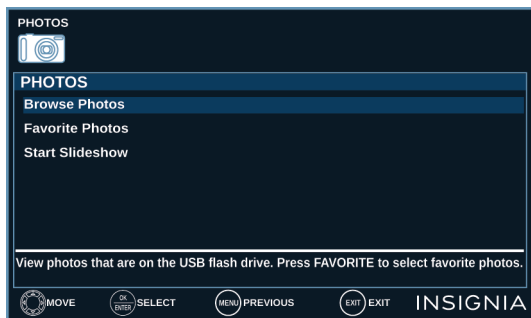 PHOTOS
PHOTOS
Browse Photos
Favorite Photos
Start Slideshow
View photos that are on the USB flash drive. Press FAVORITE to select favorite photos.
MOVE OK ENTER SELECT MENU PREVIOUS EXIT EXIT INSIGNIA